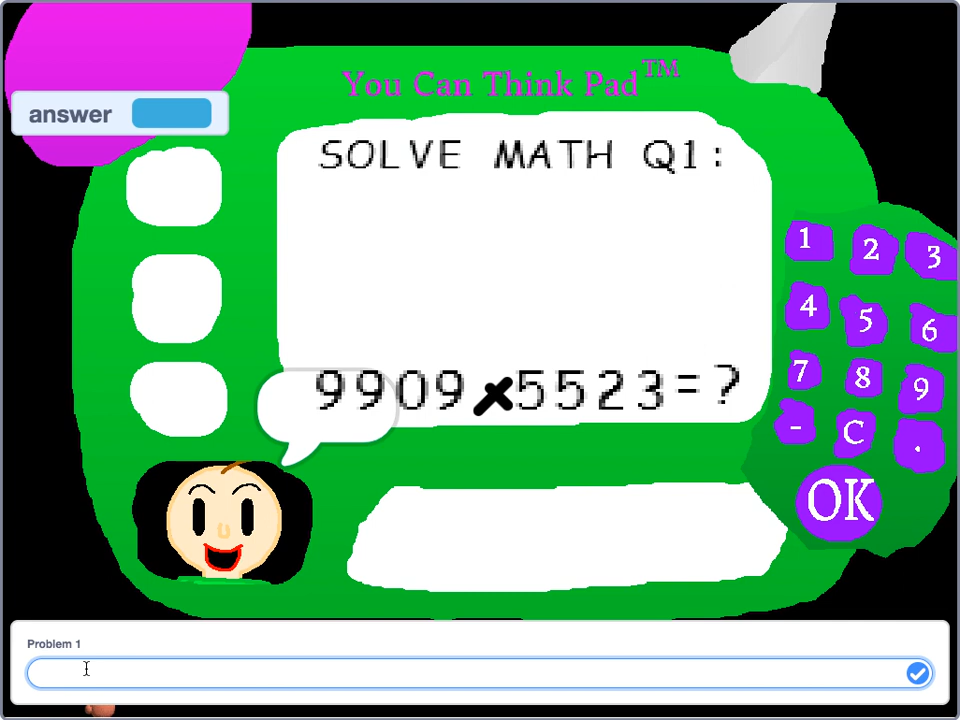 You Can Think Pad™
answer
SOLVE MATH Q1:
9909×5523=?
1 2 3
4 5 6
7 8 9
- C .
OK
Problem 1